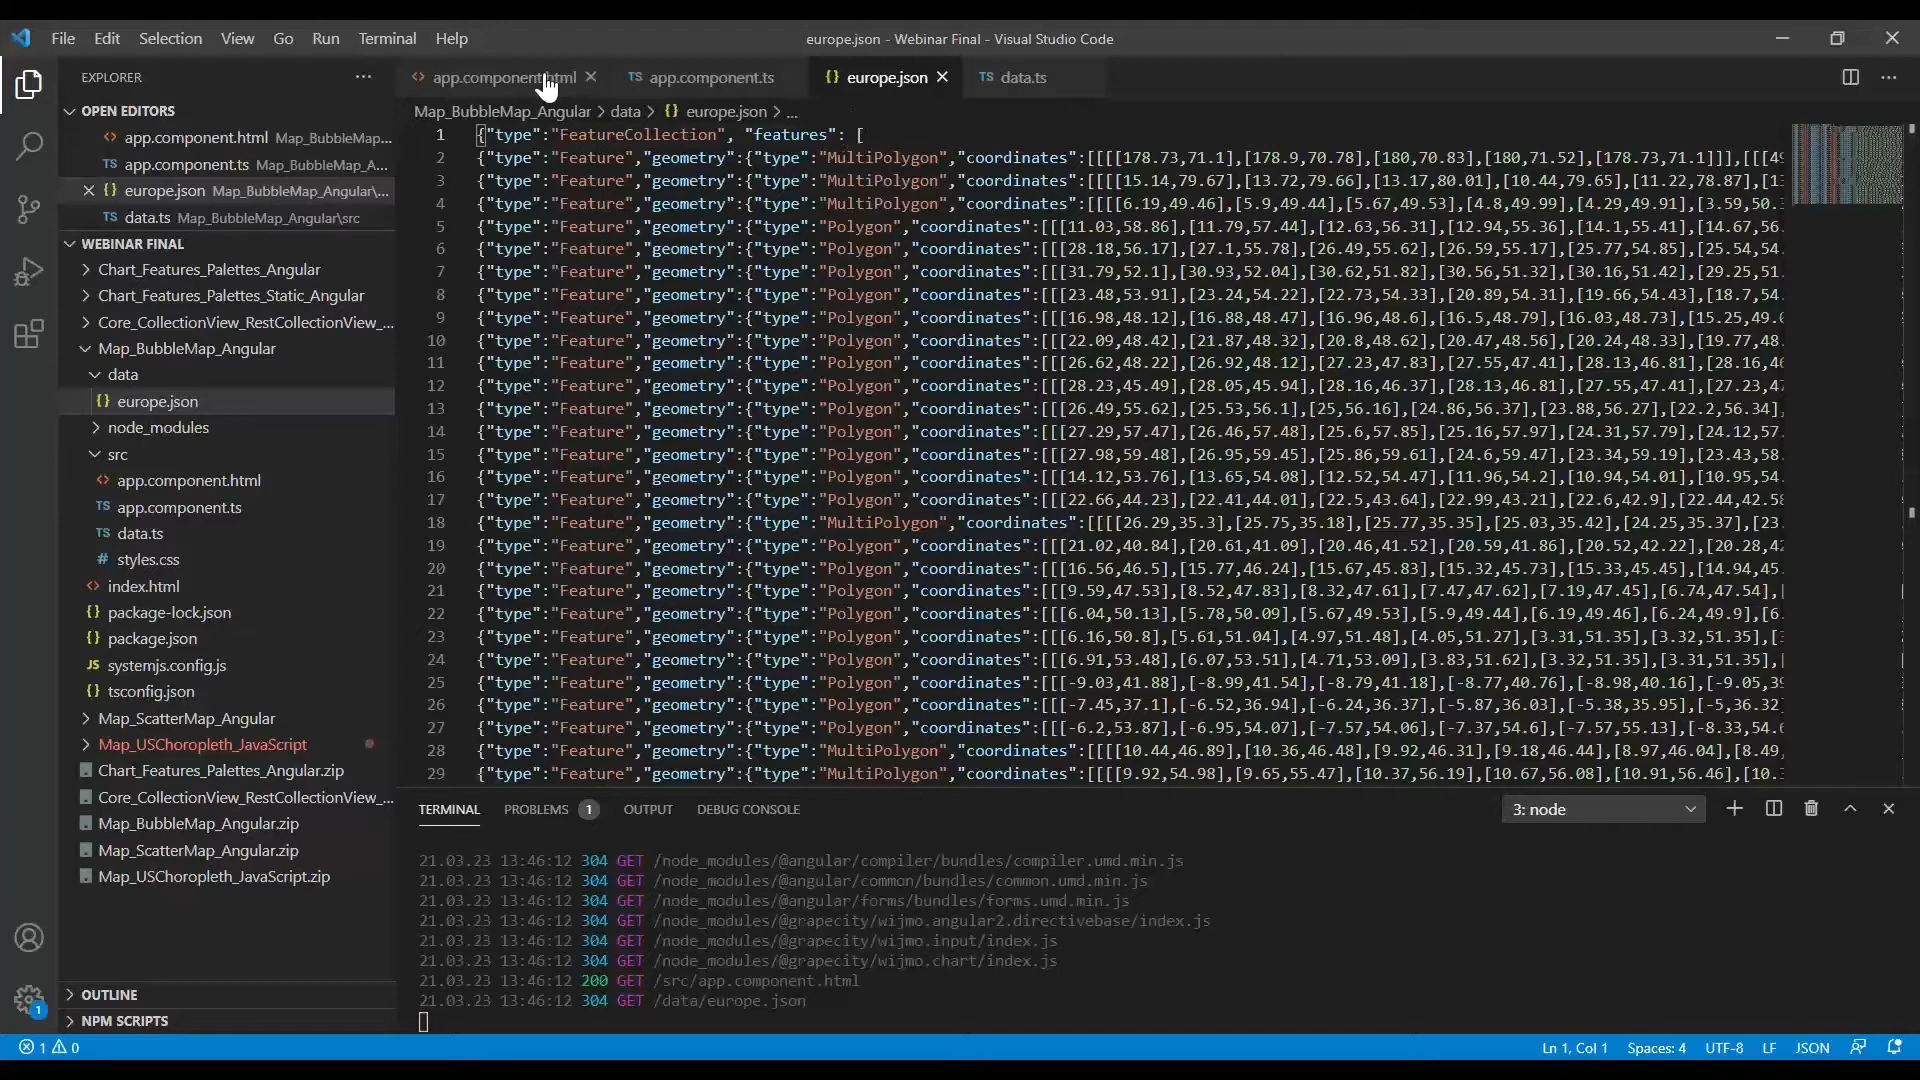 File Edit Selection View Go Run Terminal Help
europe.json - Webinar Final - Visual Studio Code
EXPLORER
OPEN EDITORS
<> app.component.html Map_BubbleMap...
TS app.component.ts Map_BubbleMap_A...
{} europe.json Map_BubbleMap_Angular\...
TS data.ts Map_BubbleMap_Angular\src
WEBINAR FINAL
Chart_Features_Palettes_Angular
Chart_Features_Palettes_Static_Angular
Core_CollectionView_RestCollectionView_...
Map_BubbleMap_Angular
data
{} europe.json
node_modules
src
<> app.component.html
TS app.component.ts
TS data.ts
# styles.css
<> index.html
{} package-lock.json
{} package.json
JS systemjs.config.js
{} tsconfig.json
Map_ScatterMap_Angular
Map_USChoropleth_JavaScript
Chart_Features_Palettes_Angular.zip
Core_CollectionView_RestCollectionView_...
Map_BubbleMap_Angular.zip
Map_ScatterMap_Angular.zip
Map_USChoropleth_JavaScript.zip
OUTLINE
NPM SCRIPTS
1
<> app.component.html TS app.component.ts {} europe.json TS data.ts
Map_BubbleMap_Angular > data > {} europe.json > ...
1 {"type":"FeatureCollection", "features": [
2 {"type":"Feature","geometry":{"type":"MultiPolygon","coordinates":[[[[178.73,71.1],[178.9,70.78],[180,70.83],[180,71.52],[178.73,71.1]]],[[[49
3 {"type":"Feature","geometry":{"type":"MultiPolygon","coordinates":[[[[15.14,79.67],[13.72,79.66],[13.17,80.01],[10.44,79.65],[11.22,78.87],[13
4 {"type":"Feature","geometry":{"type":"MultiPolygon","coordinates":[[[[6.19,49.46],[5.9,49.44],[5.67,49.53],[4.8,49.99],[4.29,49.91],[3.59,50.
5 {"type":"Feature","geometry":{"type":"Polygon","coordinates":[[[11.03,58.86],[11.79,57.44],[12.63,56.31],[12.94,55.36],[14.1,55.41],[14.67,56.
6 {"type":"Feature","geometry":{"type":"Polygon","coordinates":[[[28.18,56.17],[27.1,55.78],[26.49,55.62],[26.59,55.17],[25.77,54.85],[25.54,54.
7 {"type":"Feature","geometry":{"type":"Polygon","coordinates":[[[31.79,52.1],[30.93,52.04],[30.62,51.82],[30.56,51.32],[30.16,51.42],[29.25,51.
8 {"type":"Feature","geometry":{"type":"Polygon","coordinates":[[[23.48,53.91],[23.24,54.22],[22.73,54.33],[20.89,54.31],[19.66,54.43],[18.7,54.
9 {"type":"Feature","geometry":{"type":"Polygon","coordinates":[[[16.98,48.12],[16.88,48.47],[16.96,48.6],[16.5,48.79],[16.03,48.73],[15.25,49.0
10 {"type":"Feature","geometry":{"type":"Polygon","coordinates":[[[22.09,48.42],[21.87,48.32],[20.8,48.62],[20.47,48.56],[20.24,48.33],[19.77,48.
11 {"type":"Feature","geometry":{"type":"Polygon","coordinates":[[[26.62,48.22],[26.92,48.12],[27.23,47.83],[27.55,47.41],[28.13,46.81],[28.16,46
12 {"type":"Feature","geometry":{"type":"Polygon","coordinates":[[[28.23,45.49],[28.05,45.94],[28.16,46.37],[28.13,46.81],[27.55,47.41],[27.23,47
13 {"type":"Feature","geometry":{"type":"Polygon","coordinates":[[[26.49,55.62],[25.53,56.1],[25,56.16],[24.86,56.37],[23.88,56.27],[22.2,56.34],
14 {"type":"Feature","geometry":{"type":"Polygon","coordinates":[[[27.29,57.47],[26.46,57.48],[25.6,57.85],[25.16,57.97],[24.31,57.79],[24.12,57.
15 {"type":"Feature","geometry":{"type":"Polygon","coordinates":[[[27.98,59.48],[26.95,59.45],[25.86,59.61],[24.6,59.47],[23.34,59.19],[23.43,58.
16 {"type":"Feature","geometry":{"type":"Polygon","coordinates":[[[14.12,53.76],[13.65,54.08],[12.52,54.47],[11.96,54.2],[10.94,54.01],[10.95,54.
17 {"type":"Feature","geometry":{"type":"Polygon","coordinates":[[[22.66,44.23],[22.41,44.01],[22.5,43.64],[22.99,43.21],[22.6,42.9],[22.44,42.58
18 {"type":"Feature","geometry":{"type":"MultiPolygon","coordinates":[[[[26.29,35.3],[25.75,35.18],[25.77,35.35],[25.03,35.42],[24.25,35.37],[23.
19 {"type":"Feature","geometry":{"type":"Polygon","coordinates":[[[21.02,40.84],[20.61,41.09],[20.46,41.52],[20.59,41.86],[20.52,42.22],[20.28,42
20 {"type":"Feature","geometry":{"type":"Polygon","coordinates":[[[16.56,46.5],[15.77,46.24],[15.67,45.83],[15.32,45.73],[15.33,45.45],[14.94,45.
21 {"type":"Feature","geometry":{"type":"Polygon","coordinates":[[[9.59,47.53],[8.52,47.83],[8.32,47.61],[7.47,47.62],[7.19,47.45],[6.74,47.54],[
22 {"type":"Feature","geometry":{"type":"Polygon","coordinates":[[[6.04,50.13],[5.78,50.09],[5.67,49.53],[5.9,49.44],[6.19,49.46],[6.24,49.9],[6.
23 {"type":"Feature","geometry":{"type":"Polygon","coordinates":[[[6.16,50.8],[5.61,51.04],[4.97,51.48],[4.05,51.27],[3.31,51.35],[3.32,51.35],[
24 {"type":"Feature","geometry":{"type":"Polygon","coordinates":[[[6.91,53.48],[6.07,53.51],[4.71,53.09],[3.83,51.62],[3.32,51.35],[3.31,51.35],[
25 {"type":"Feature","geometry":{"type":"Polygon","coordinates":[[[-9.03,41.88],[-8.99,41.54],[-8.79,41.18],[-8.77,40.76],[-8.98,40.16],[-9.05,39
26 {"type":"Feature","geometry":{"type":"Polygon","coordinates":[[[-7.45,37.1],[-6.52,36.94],[-6.24,36.37],[-5.87,36.03],[-5.38,35.95],[-5,36.32]
27 {"type":"Feature","geometry":{"type":"Polygon","coordinates":[[[-6.2,53.87],[-6.95,54.07],[-7.57,54.06],[-7.37,54.6],[-7.57,55.13],[-8.33,54.6
28 {"type":"Feature","geometry":{"type":"MultiPolygon","coordinates":[[[[10.44,46.89],[10.36,46.48],[9.92,46.31],[9.18,46.44],[8.97,46.04],[8.49,
29 {"type":"Feature","geometry":{"type":"MultiPolygon","coordinates":[[[[9.92,54.98],[9.65,55.47],[10.37,56.19],[10.67,56.08],[10.91,56.46],[10.
TERMINAL PROBLEMS 1 OUTPUT DEBUG CONSOLE
3: node
21.03.23 13:46:12 304 GET /node_modules/@angular/compiler/bundles/compiler.umd.min.js
21.03.23 13:46:12 304 GET /node_modules/@angular/common/bundles/common.umd.min.js
21.03.23 13:46:12 304 GET /node_modules/@angular/forms/bundles/forms.umd.min.js
21.03.23 13:46:12 304 GET /node_modules/@grapecity/wijmo.angular2.directivebase/index.js
21.03.23 13:46:12 304 GET /node_modules/@grapecity/wijmo.input/index.js
21.03.23 13:46:12 304 GET /node_modules/@grapecity/wijmo.chart/index.js
21.03.23 13:46:12 200 GET /src/app.component.html
21.03.23 13:46:12 304 GET /data/europe.json
1 0
Ln 1, Col 1 Spaces: 4 UTF-8 LF JSON